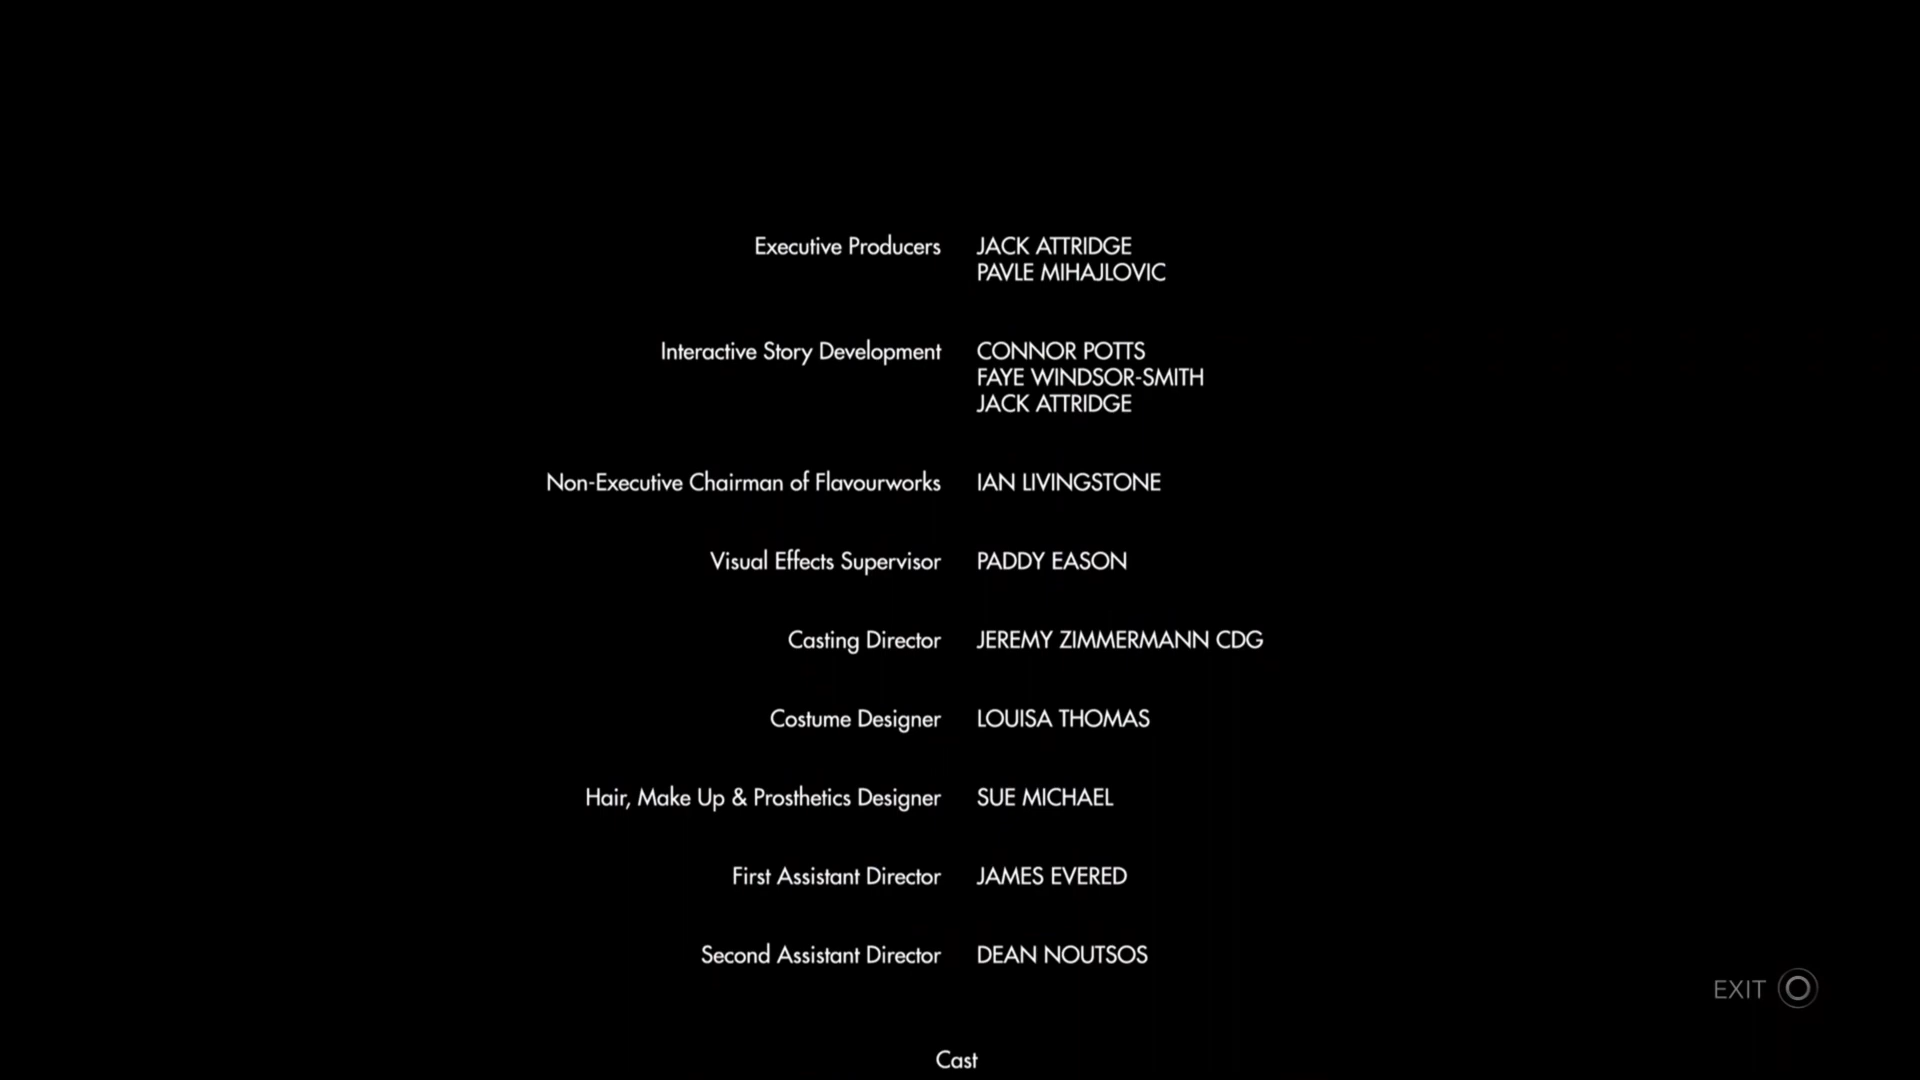 Executive Producers JACK ATTRIDGE
PAVLE MIHAJLOVIC
Interactive Story Development CONNOR POTTS
FAYE WINDSOR-SMITH
JACK ATTRIDGE
Non-Executive Chairman of Flavourworks IAN LIVINGSTONE
Visual Effects Supervisor PADDY EASON
Casting Director JEREMY ZIMMERMANN CDG
Costume Designer LOUISA THOMAS
Hair, Make Up & Prosthetics Designer SUE MICHAEL
First Assistant Director JAMES EVERED
Second Assistant Director DEAN NOUTSOS
EXIT
Cast